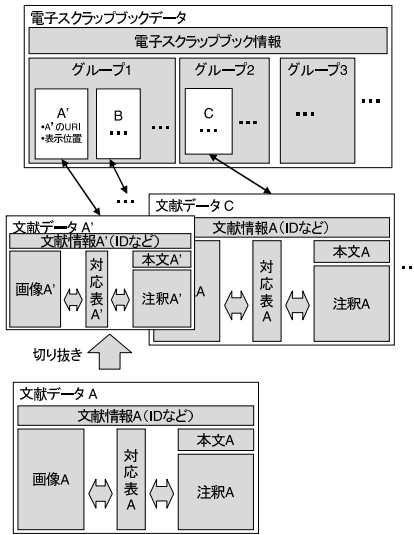 電子スクラップブックデータ
電子スクラップブック情報
グループ1
グループ2
グループ3
A'
•A'のURI
•表示位置
B
...
...
C
...
...
...
...
...
文献データ A'
文献情報A'(IDなど)
画像A'
対応表A'
本文A'
注釈A'
文献データ C
文献情報A(IDなど)
A
対応表A
本文A
注釈A
..
切り抜き
文献データ A
文献情報A(IDなど)
画像A
対応表A
本文A
注釈A